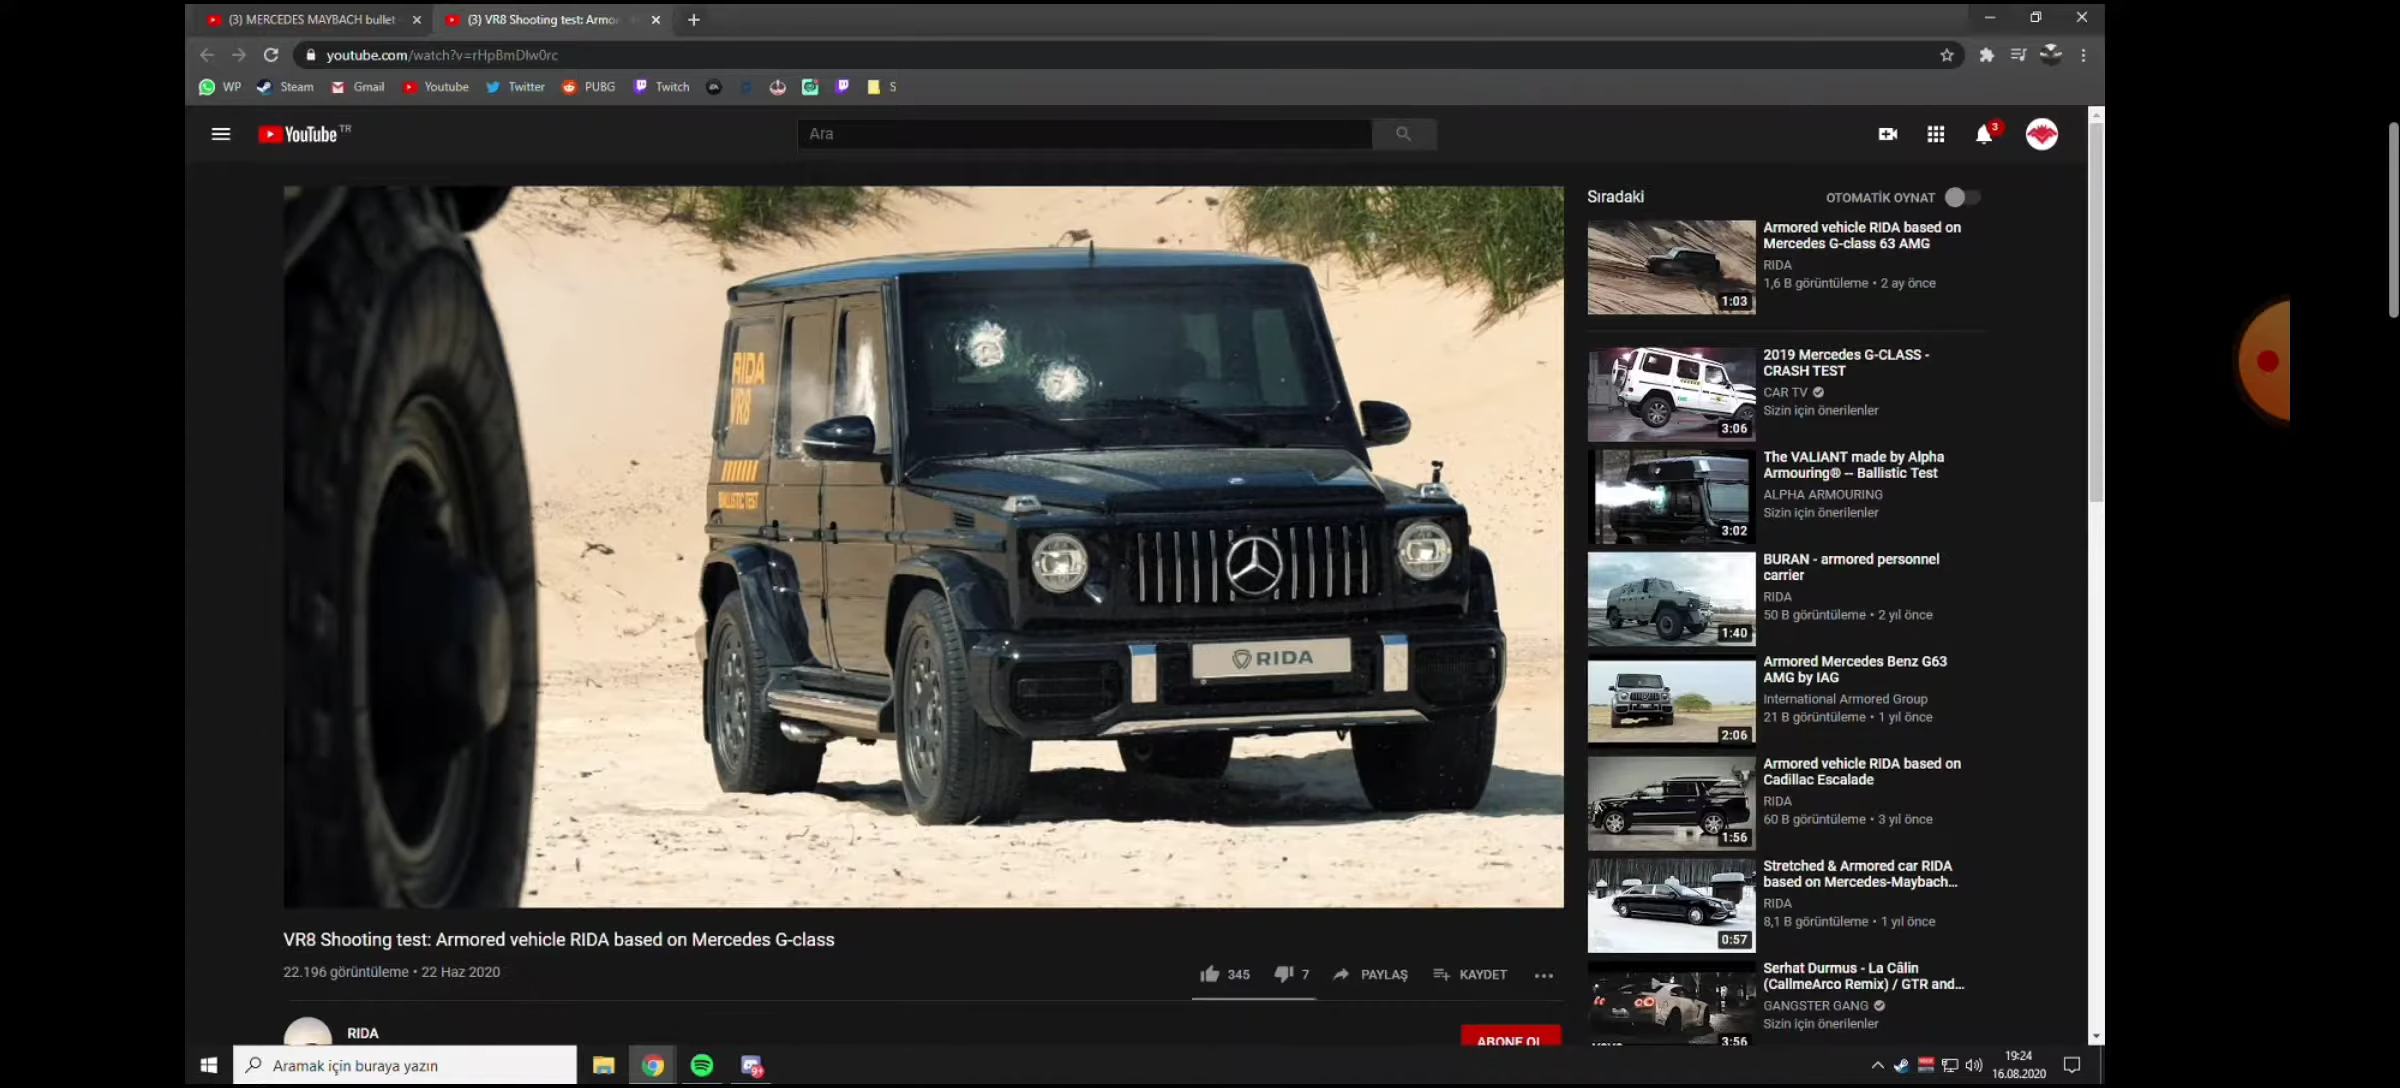 (3) MERCEDES MAYBACH bullet
(3) VR8 Shooting test: Armo
youtube.com/watch?v=rHpBmDlw0rc
WP
Steam
Gmail
Youtube
Twitter
PUBG
Twitch
S
YouTube TR
Ara
3
RIDA
VR8
BALLISTIC TEST
RIDA
Sıradaki
OTOMATİK OYNAT
Armored vehicle RIDA based on
Mercedes G-class 63 AMG
RIDA
1,6 B görüntüleme • 2 ay önce
1:03
2019 Mercedes G-CLASS -
CRASH TEST
CAR TV
Sizin için önerilenler
3:06
The VALIANT made by Alpha
Armouring® -- Ballistic Test
ALPHA ARMOURING
Sizin için önerilenler
3:02
BURAN - armored personnel
carrier
RIDA
50 B görüntüleme • 2 yıl önce
1:40
Armored Mercedes Benz G63
AMG by IAG
International Armored Group
21 B görüntüleme • 1 yıl önce
2:06
Armored vehicle RIDA based on
Cadillac Escalade
RIDA
60 B görüntüleme • 3 yıl önce
1:56
Stretched & Armored car RIDA
based on Mercedes-Maybach...
RIDA
8,1 B görüntüleme • 1 yıl önce
0:57
Serhat Durmus - La Câlin
(CallmeArco Remix) / GTR and...
GANGSTER GANG
Sizin için önerilenler
3:56
VR8 Shooting test: Armored vehicle RIDA based on Mercedes G-class
22.196 görüntüleme • 22 Haz 2020
345
7
PAYLAŞ
KAYDET
RIDA
ABONE OL
Aramak için buraya yazın
9+
19:24
16.08.2020